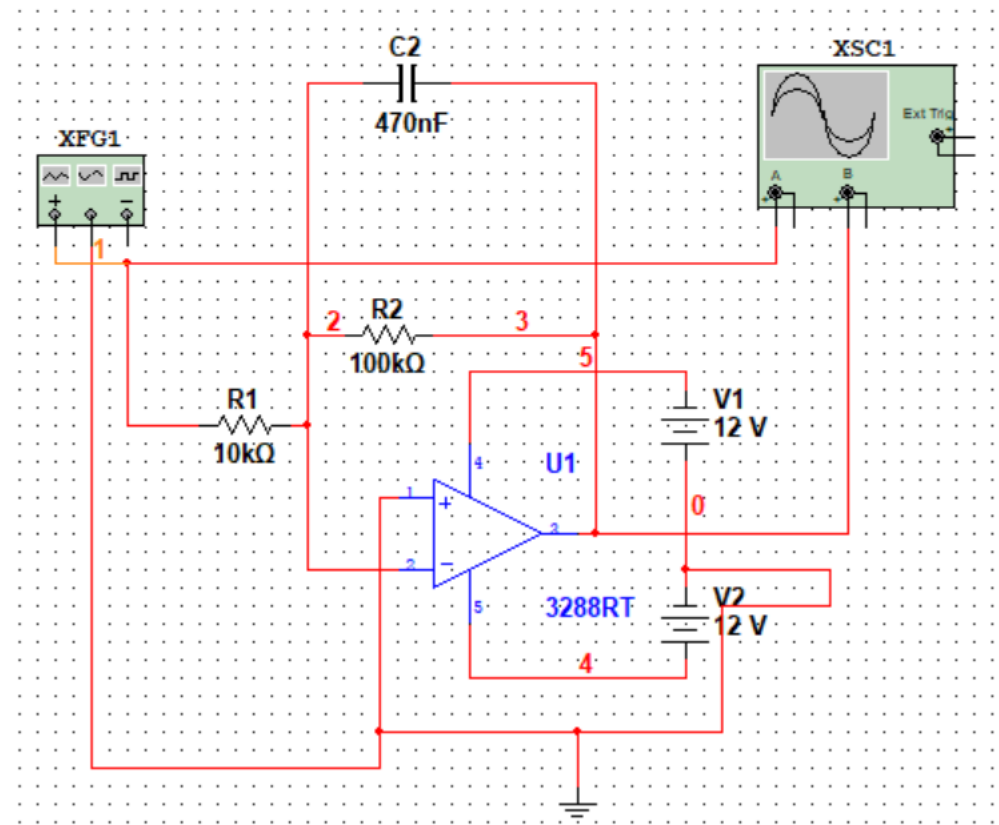 C2
470nF
XSC1
Ext Trig
+
A
B
+
+
XFG1
+
−
1
R2
2
3
100kΩ
5
R1
10kΩ
V1
12 V
4
U1
0
1
+
3
2
−
5
3288RT
V2
12 V
4